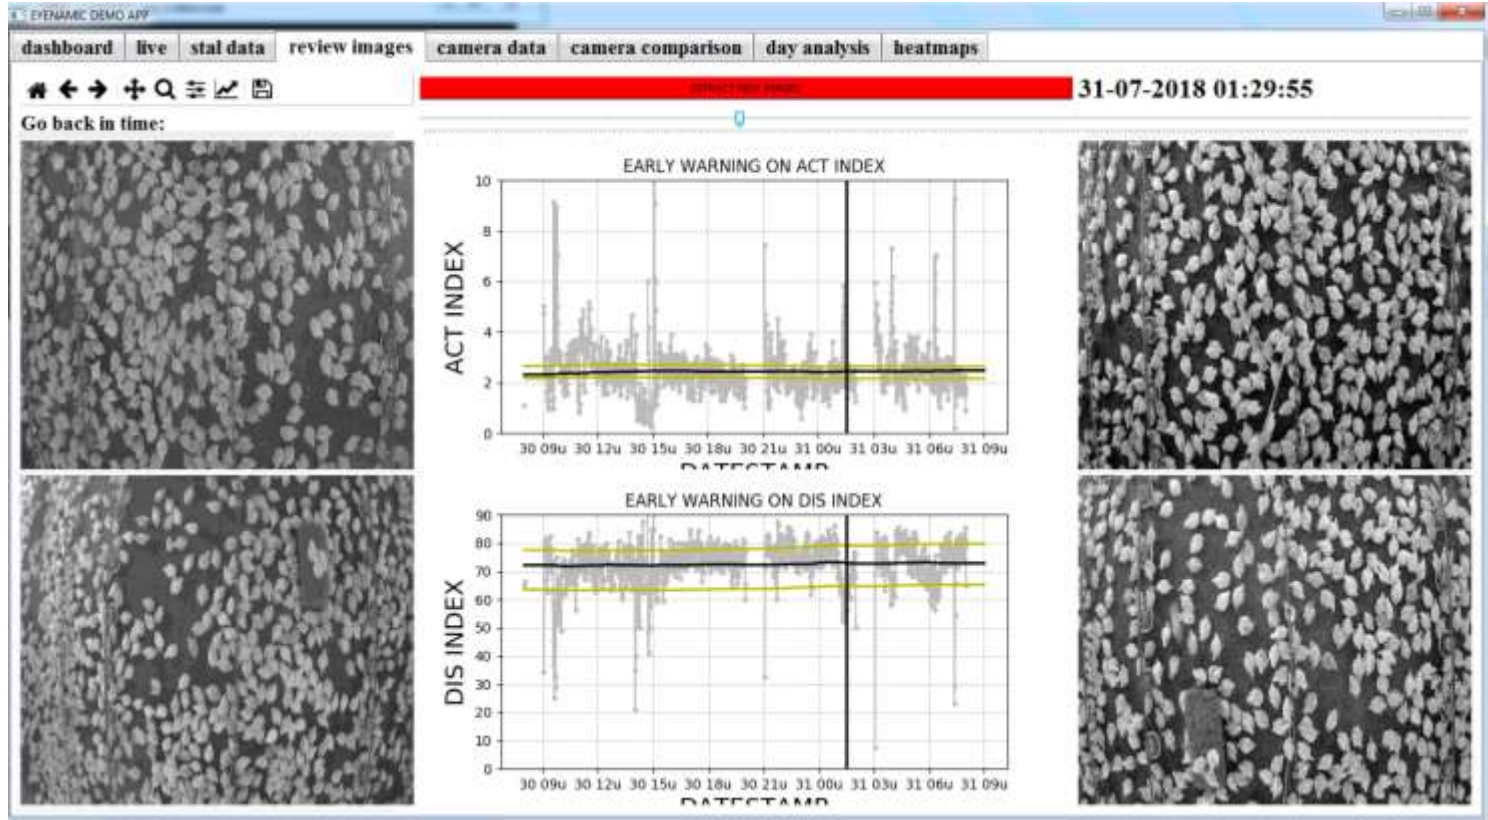 EYENAMIC DEMO APP
dashboard live stal data review images camera data camera comparison day analysis heatmaps
31-07-2018 01:29:55
Go back in time:
EARLY WARNING ON ACT INDEX
ACT INDEX
10
8
6
4
2
0
30 09u 30 12u 30 15u 30 18u 30 21u 31 00u 31 03u 31 06u 31 09u
DATESTAMP
EARLY WARNING ON DIS INDEX
DIS INDEX
90
80
70
60
50
40
30
20
10
0
30 09u 30 12u 30 15u 30 18u 30 21u 31 00u 31 03u 31 06u 31 09u
DATESTAMP